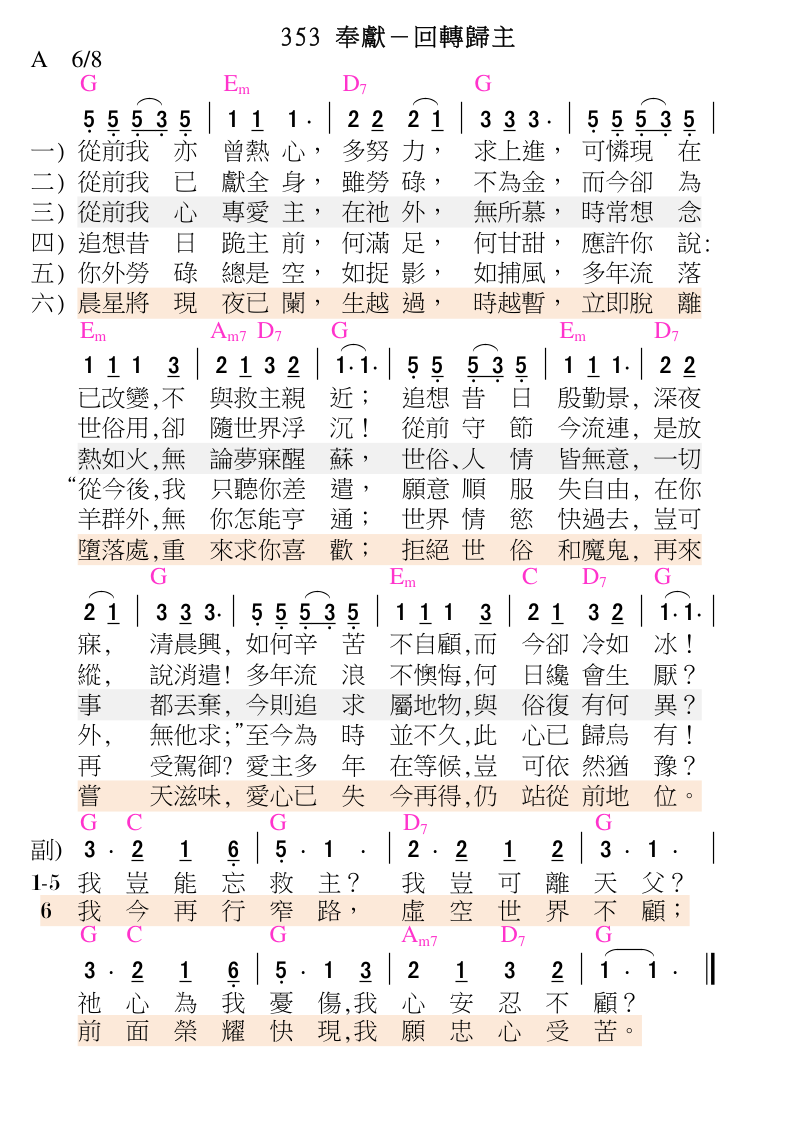 353 奉獻－回轉歸主
A 6/8
G Em D7 G
5 5 5 3 5 | 1 1 1 · | 2 2 2 1 | 3 3 3 · | 5 5 5 3 5 |
一) 從前我 亦 曾熱 心， 多努 力， 求上進， 可憐現 在
二) 從前我 已 獻全 身， 雖勞 碌， 不為金， 而今卻 為
三) 從前我 心 專愛 主， 在祂 外， 無所慕， 時常想 念
四) 追想昔 日 跪主 前， 何滿 足， 何甘甜， 應許你 說:
五) 你外勞 碌 總是 空， 如捉 影， 如捕風， 多年流 落
六) 晨星將 現 夜已 闌， 生越 過， 時越暫， 立即脫 離
Em Am7 D7 G Em D7
1 1 1 3 | 2 1 3 2 | 1· 1· | 5 5 5 3 5 | 1 1 1· | 2 2
已改變,不 與救主親 近； 追想 昔 日 殷勤景, 深夜
世俗用,卻 隨世界浮 沉！ 從前 守 節 今流連, 是放
熱如火,無 論夢寐醒 蘇， 世俗、人 情 皆無意, 一切
“從今後,我 只聽你差 遣， 願意 順 服 失自由, 在你
羊群外,無 你怎能亨 通； 世界 情 慾 快過去, 豈可
墮落處,重 來求你喜 歡； 拒絕 世 俗 和魔鬼, 再來
G Em C D7 G
2 1 | 3 3 3· | 5 5 5 3 5 | 1 1 1 3 | 2 1 3 2 | 1· 1· |
寐, 清晨興, 如何辛 苦 不自顧,而 今卻 冷如 冰！
縱, 說消遣! 多年流 浪 不懊悔,何 日纔 會生 厭？
事 都丟棄, 今則追 求 屬地物,與 俗復 有何 異？
外, 無他求;”至今為 時 並不久,此 心已 歸烏 有！
再 受駕御? 愛主多 年 在等候,豈 可依 然猶 豫？
嘗 天滋味, 愛心已 失 今再得,仍 站從 前地 位。
G C G D7 G
副) 3 · 2 1 6 | 5 · 1 · | 2 · 2 1 2 | 3 · 1 · |
1-5 我 豈 能 忘 救 主？ 我 豈 可 離 天 父？
6 我 今 再 行 窄 路， 虛 空 世 界 不 顧；
G C G Am7 D7 G
3 · 2 1 6 | 5 · 1 3 | 2 1 3 2 | 1 · 1 · ||
祂 心 為 我 憂 傷,我 心 安 忍 不 顧？
前 面 榮 耀 快 現,我 願 忠 心 受 苦。